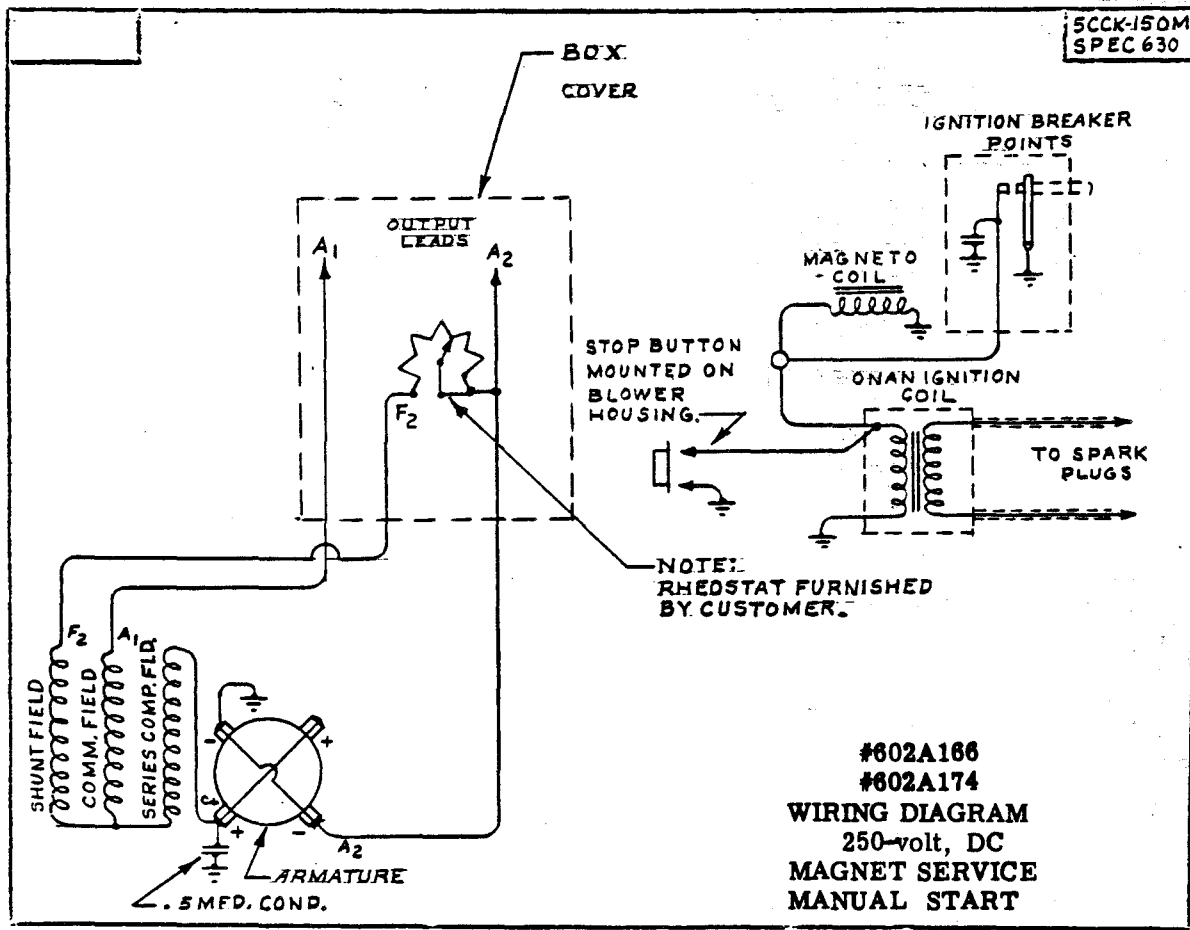 5CCK-150M
SPEC 630
BOX
COVER
IGNITION BREAKER
POINTS
OUTPUT
LEADS
A1
A2
MAGNETO
COIL
STOP BUTTON
MOUNTED ON
BLOWER
HOUSING.
ONAN IGNITION
COIL
F2
TO SPARK
PLUGS
NOTE:
RHEOSTAT FURNISHED
BY CUSTOMER.
F2
A1
SHUNT FIELD
COMM. FIELD
SERIES COMP. FLD.
-
+
+
-
A2
ARMATURE
.5 MFD. COND.
#602A166
#602A174
WIRING DIAGRAM
250-volt, DC
MAGNET SERVICE
MANUAL START